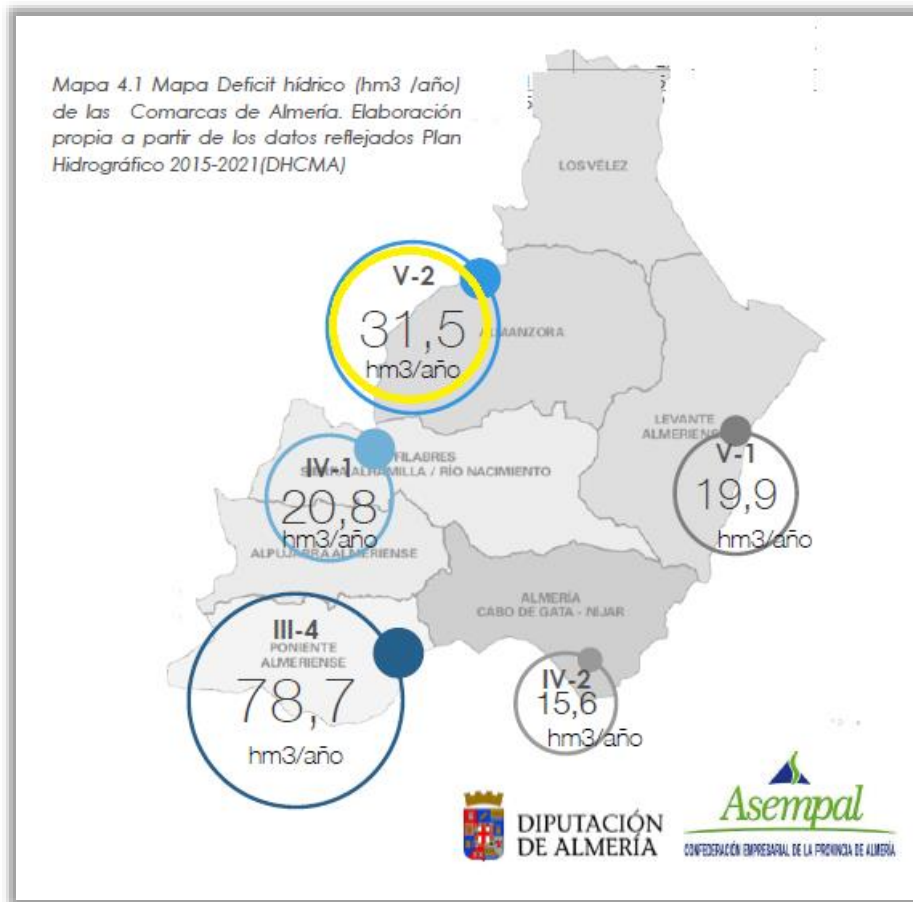 Mapa 4.1 Mapa Deficit hídrico (hm3 /año)
de las Comarcas de Almería. Elaboración
propia a partir de los datos reflejados Plan
Hidrográfico 2015-2021(DHCMA)
LOS VÉLEZ
V-2
31,5
hm3/año
ALMANZORA
LEVANTE
ALMERIENSE
V-1
19,9
hm3/año
FILABRES
SIERRA ALHAMILLA / RÍO NACIMIENTO
IV-1
20,8
hm3/año
ALPUJARRA ALMERIENSE
ALMERÍA
CABO DE GATA - NIJAR
III-4
PONIENTE
ALMERIENSE
78,7
hm3/año
IV-2
15,6
hm3/año
DIPUTACIÓN
DE ALMERÍA
Asempal
CONFEDERACIÓN EMPRESARIAL DE LA PROVINCIA DE ALMERÍA